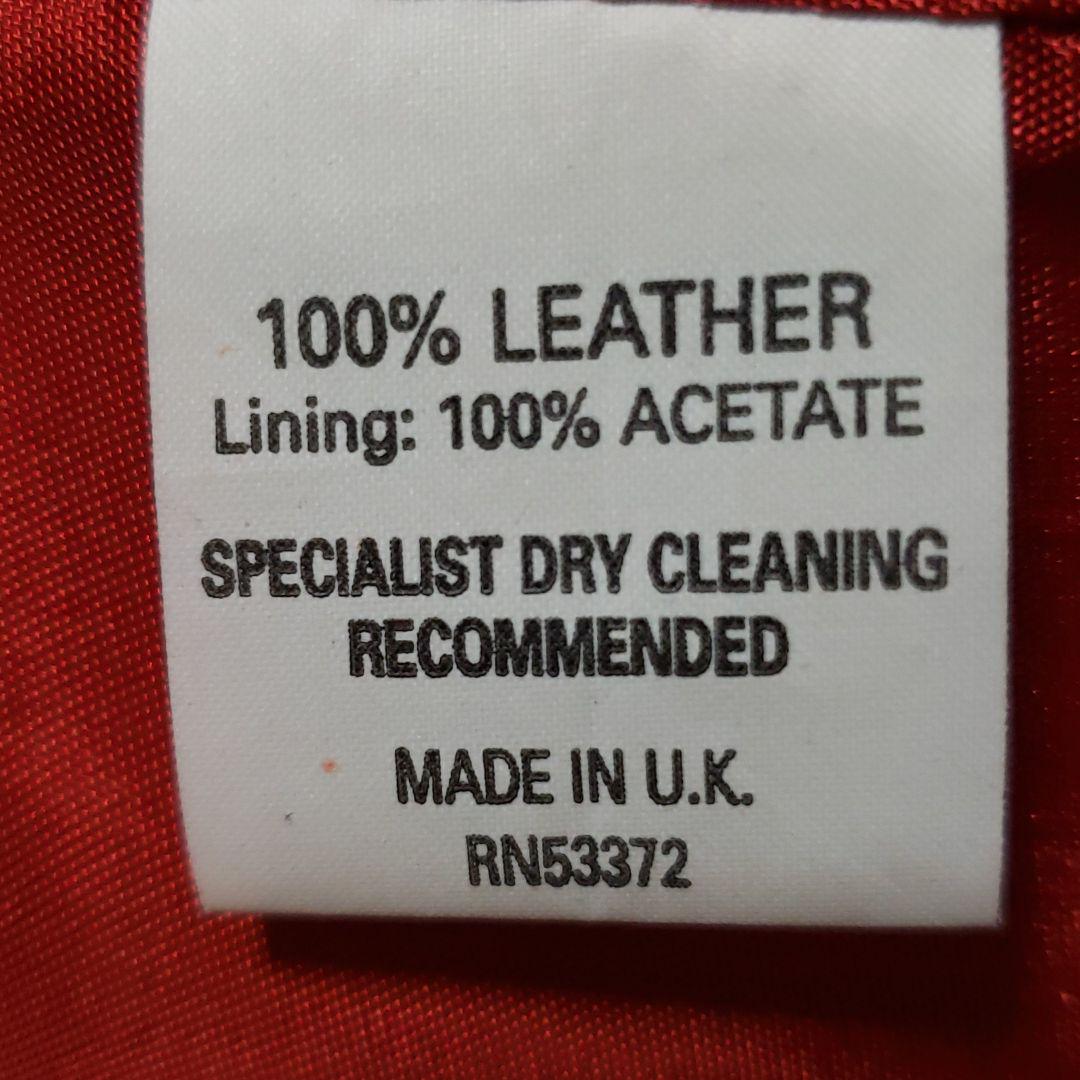 100% LEATHER
Lining: 100% ACETATE
SPECIALIST DRY CLEANING
RECOMMENDED
MADE IN U.K.
RN53372